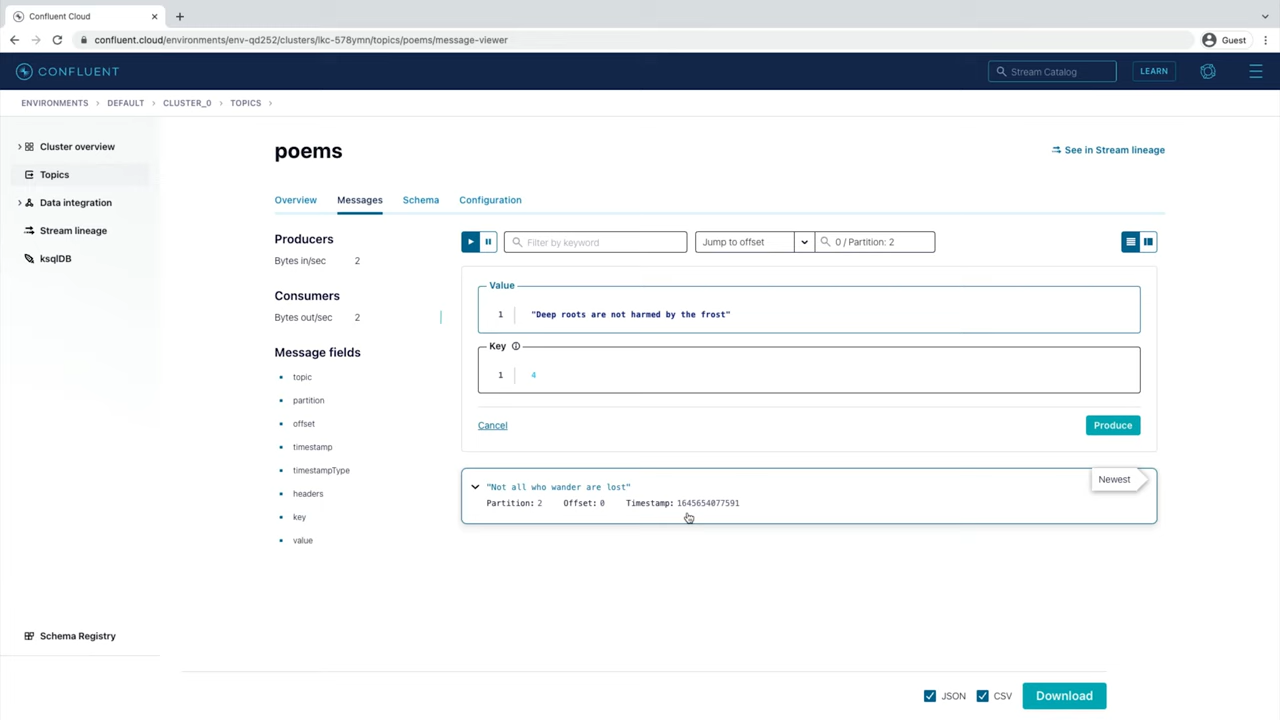 Confluent Cloud
confluent.cloud/environments/env-qd252/clusters/lkc-578ymn/topics/poems/message-viewer
Guest
CONFLUENT
Stream Catalog
LEARN
ENVIRONMENTS > DEFAULT > CLUSTER_0 > TOPICS >
Cluster overview
Topics
Data integration
Stream lineage
ksqlDB
Schema Registry
poems
See in Stream lineage
Overview Messages Schema Configuration
Producers
Bytes in/sec 2
Consumers
Bytes out/sec 2
Message fields
topic
partition
offset
timestamp
timestampType
headers
key
value
Filter by keyword
Jump to offset
0 / Partition: 2
Value
1 "Deep roots are not harmed by the frost"
Key
1 4
Cancel
Produce
Newest
"Not all who wander are lost"
Partition: 2 Offset: 0 Timestamp: 1645654077591
JSON CSV Download